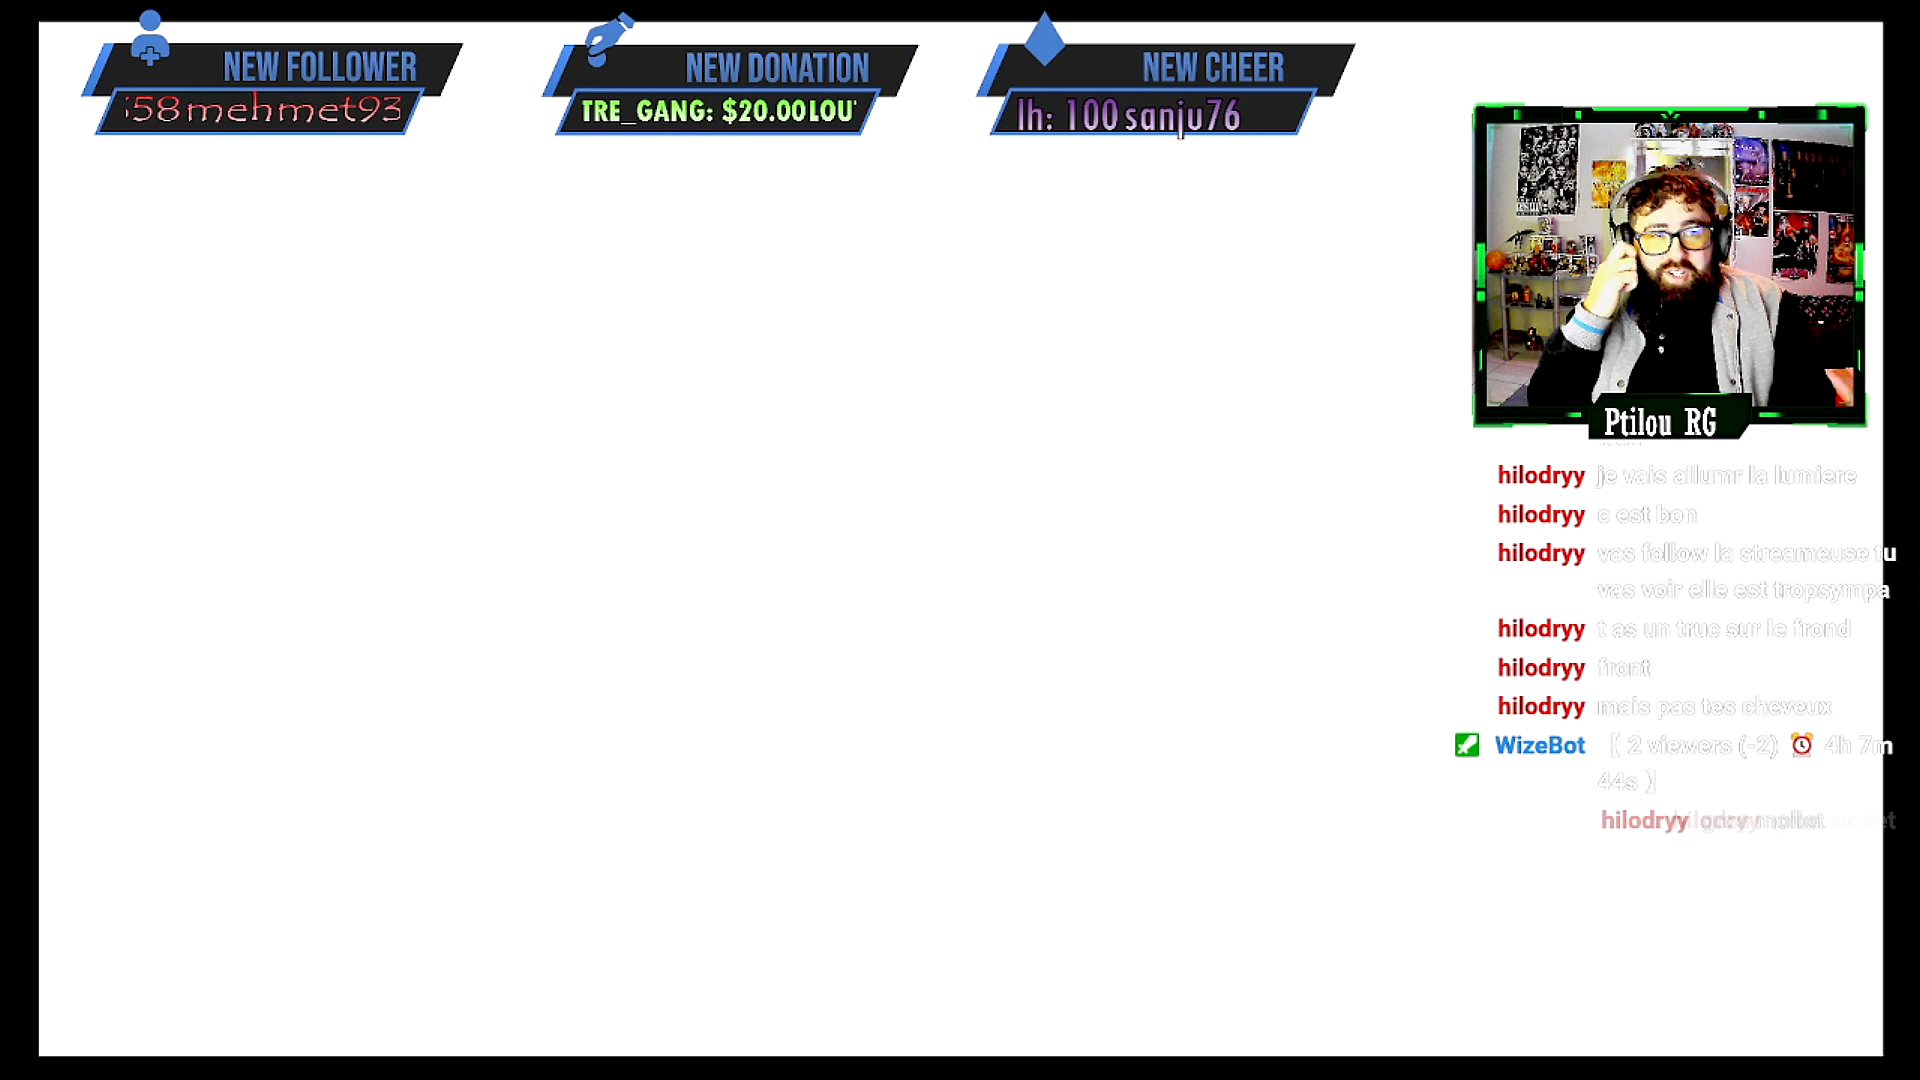 NEW FOLLOWER
58mehmet93
NEW DONATION
TRE_GANG: $20.00LOU
NEW CHEER
lh: 100 sanju76
Ptilou RG
hilodryy je vais allumr la lumiere
hilodryy c est bon
hilodryy vas follow la streameuse tu
vas voir elle est tropsympa
hilodryy t as un truc sur le frond
hilodryy front
hilodryy mais pas tes cheveux
WizeBot [ 2 viewers (-2) ⏰ 4h 7m
44s )]
hilodryy mollet